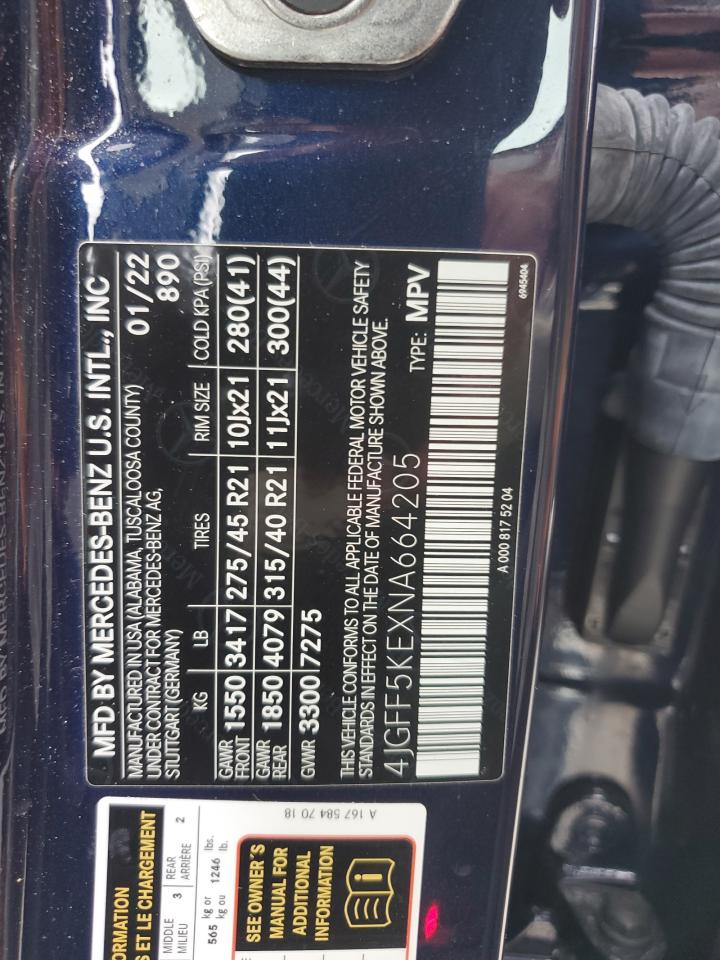 MFD BY MERCEDES-BENZ U.S. INTL., INC
MANUFACTURED IN USA (ALABAMA, TUSCALOOSA COUNTY) 01/22
UNDER CONTRACT FOR MERCEDES-BENZ AG, 890
STUTTGART (GERMANY)
KG LB TIRES RIM SIZE COLD KPA (PSI)
GAWR FRONT 1550 3417 275/45 R21 10Jx21 280(41)
GAWR REAR 1850 4079 315/40 R21 11Jx21 300(44)
GVWR 3300 7275
THIS VEHICLE CONFORMS TO ALL APPLICABLE FEDERAL MOTOR VEHICLE SAFETY
STANDARDS IN EFFECT ON THE DATE OF MANUFACTURE SHOWN ABOVE.
4JGFF5KEXNA664205 TYPE: MPV
A 000 817 52 04
6945404
ORMATION
S ET LE CHARGEMENT
MIDDLE 3 REAR 2
MILIEU ARRIÈRE
565 kg or 1246 lbs.
kg ou lb.
SEE OWNER'S
MANUAL FOR
ADDITIONAL
INFORMATION
A 167 584 70 18